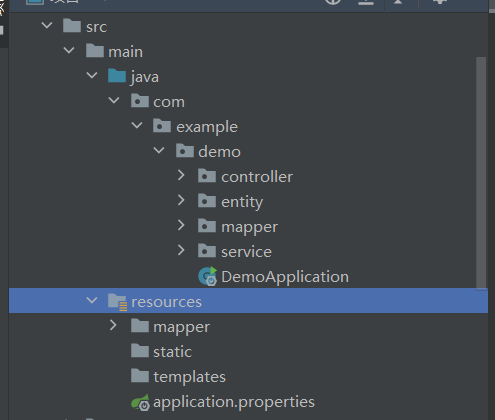 src
main
java
com
example
demo
controller
entity
mapper
service
DemoApplication
resources
mapper
static
templates
application.properties